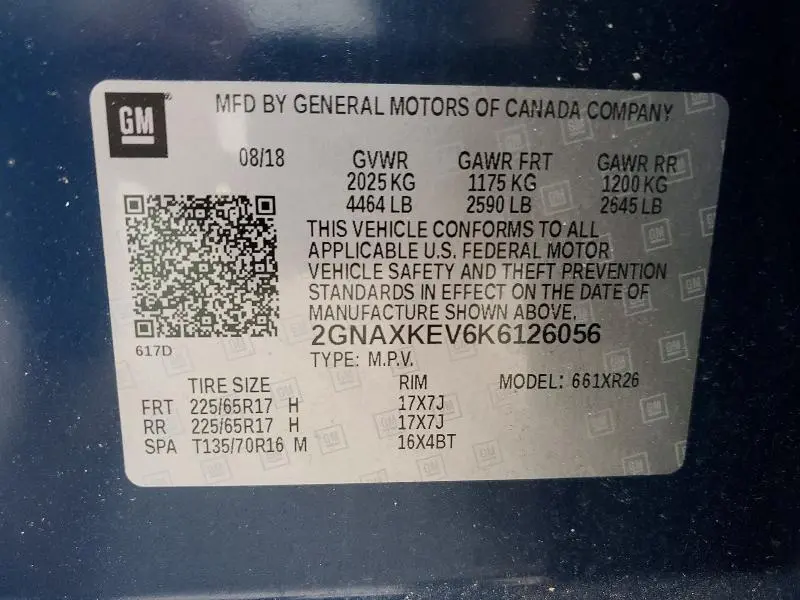 GM
MFD BY GENERAL MOTORS OF CANADA COMPANY
08/18 GVWR GAWR FRT GAWR RR
2025 KG 1175 KG 1200 KG
4464 LB 2590 LB 2645 LB
THIS VEHICLE CONFORMS TO ALL
APPLICABLE U.S. FEDERAL MOTOR
VEHICLE SAFETY AND THEFT PREVENTION
STANDARDS IN EFFECT ON THE DATE OF
MANUFACTURE SHOWN ABOVE.
2GNAXKEV6K6126056
617D
TYPE: M.P.V.
TIRE SIZE RIM MODEL: 661XR26
FRT 225/65R17 H 17X7J
RR 225/65R17 H 17X7J
SPA T135/70R16 M 16X4BT